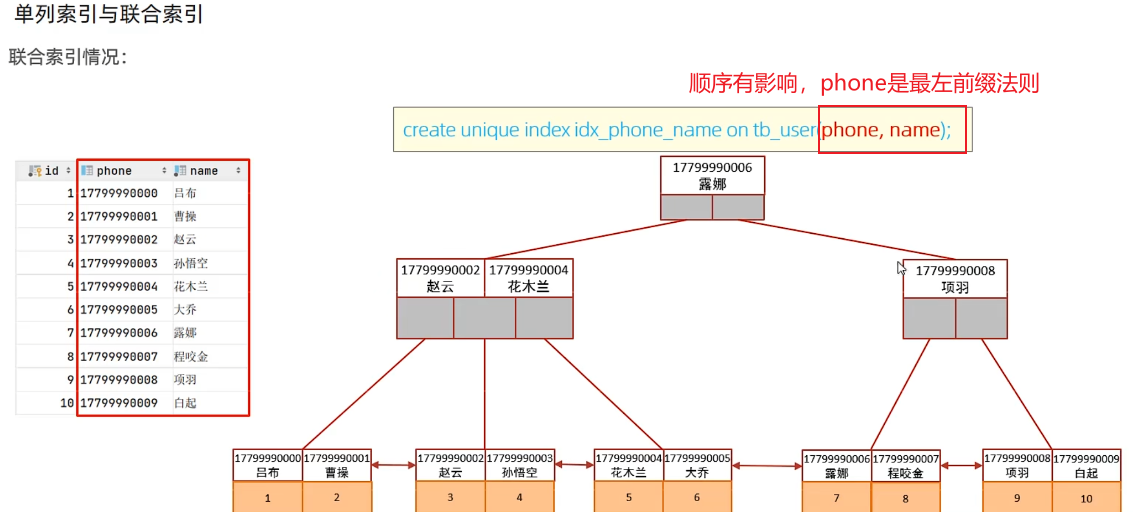 单列索引与联合索引
联合索引情况：
顺序有影响，phone是最左前缀法则
create unique index idx_phone_name on tb_user(phone, name);
id phone name
1 17799990000 吕布
2 17799990001 曹操
3 17799990002 赵云
4 17799990003 孙悟空
5 17799990004 花木兰
6 17799990005 大乔
7 17799990006 露娜
8 17799990007 程咬金
9 17799990008 项羽
10 17799990009 白起
17799990006
露娜
17799990002 17799990004
赵云 花木兰
17799990008
项羽
17799990000 17799990001 17799990002 17799990003 17799990004 17799990005 17799990006 17799990007 17799990008 17799990009
吕布 曹操 赵云 孙悟空 花木兰 大乔 露娜 程咬金 项羽 白起
1 2 3 4 5 6 7 8 9 10